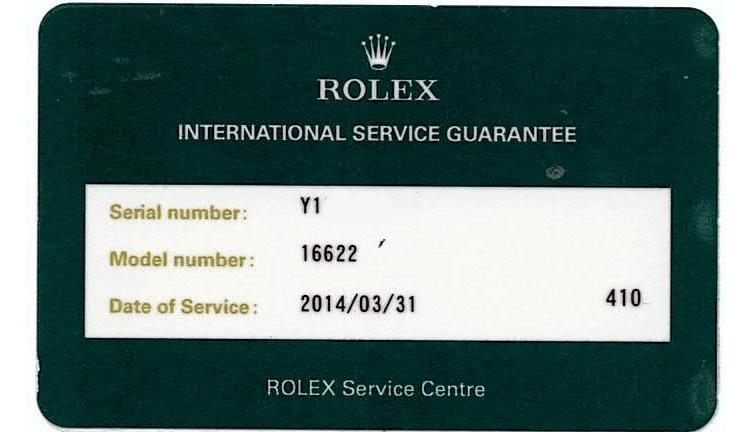 ROLEX
INTERNATIONAL SERVICE GUARANTEE
Serial number: Y1
Model number: 16622
Date of Service: 2014/03/31 410
ROLEX Service Centre